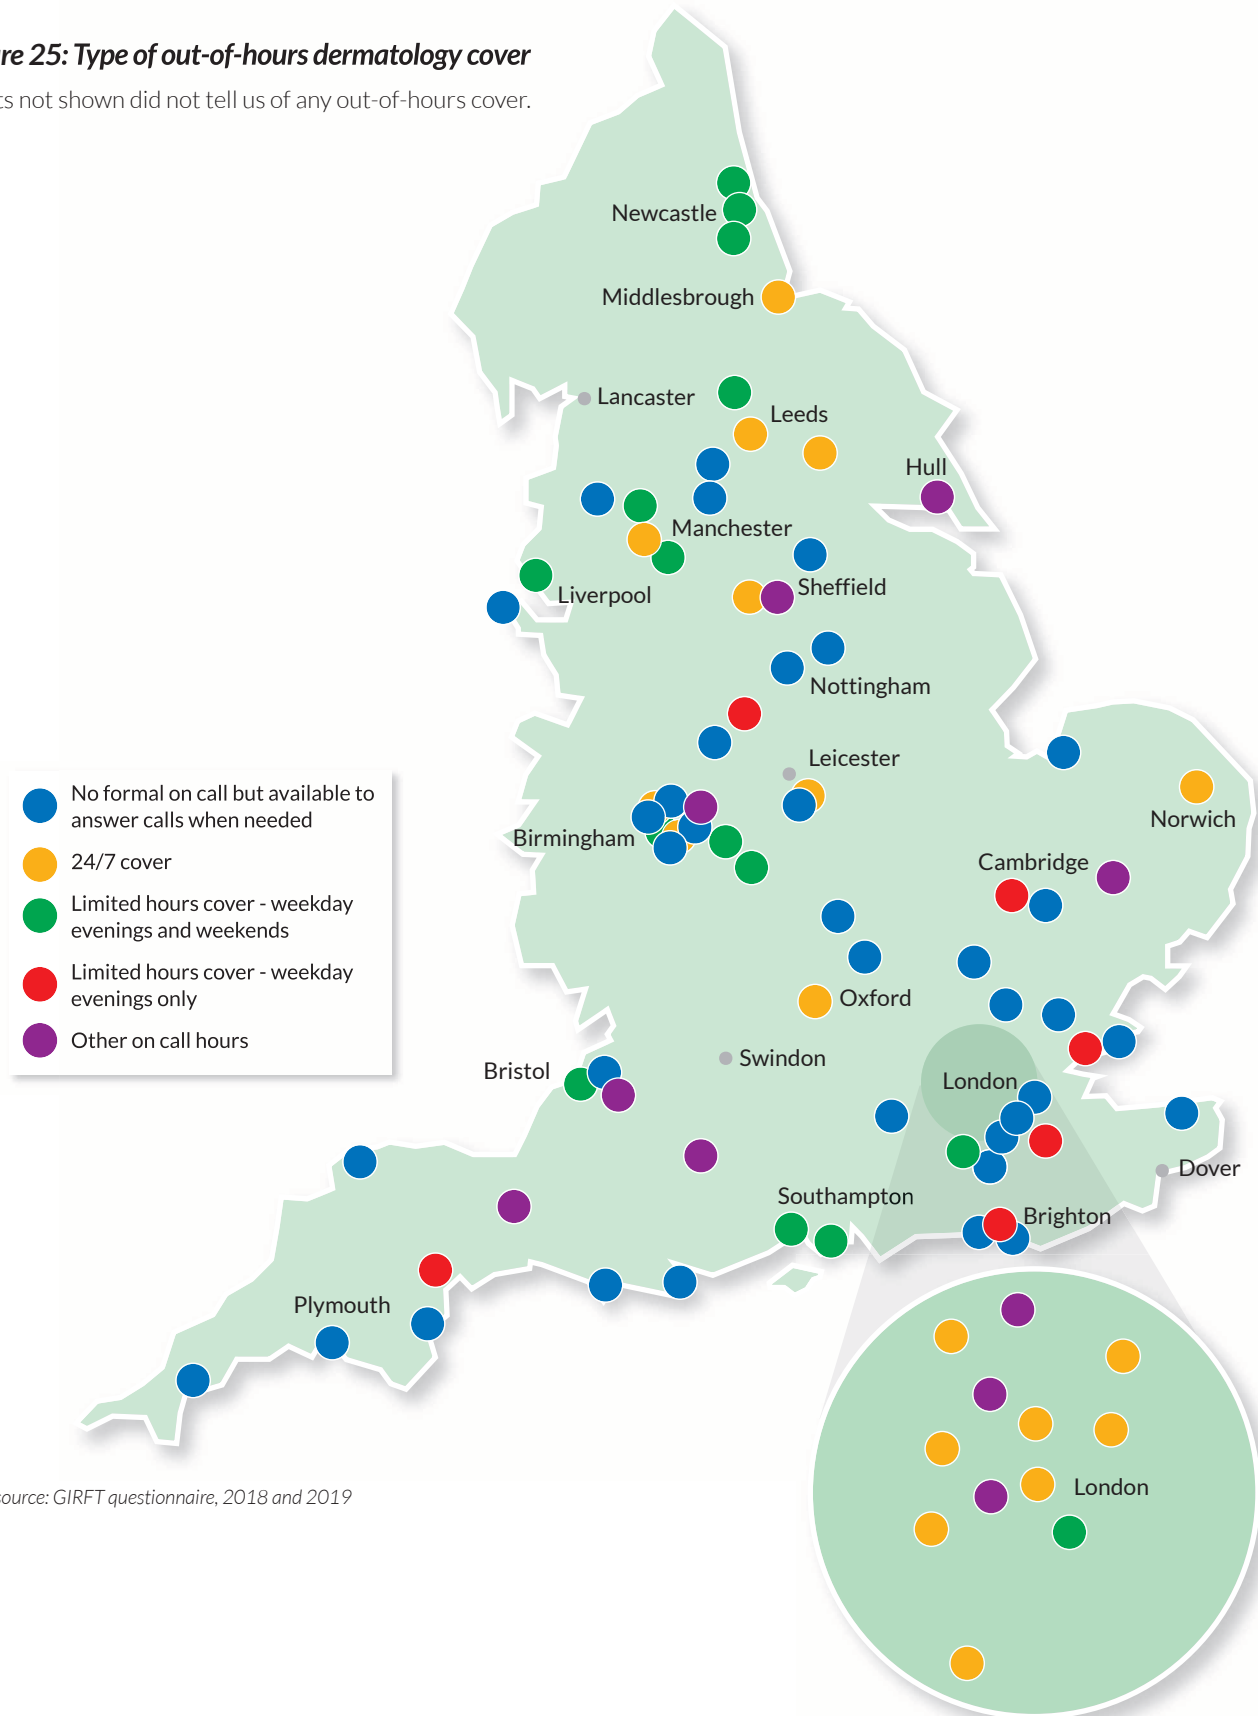 re 25: Type of out-of-hours dermatology cover
ts not shown did not tell us of any out-of-hours cover.
Newcastle
Middlesbrough
Lancaster
Leeds
Hull
Manchester
Sheffield
Liverpool
Nottingham
Leicester
No formal on call but available to
answer calls when needed
24/7 cover
Limited hours cover - weekday
evenings and weekends
Limited hours cover - weekday
evenings only
Other on call hours
Norwich
Birmingham
Cambridge
Oxford
Swindon
Bristol
London
Dover
Southampton
Brighton
Plymouth
London
source: GIRFT questionnaire, 2018 and 2019